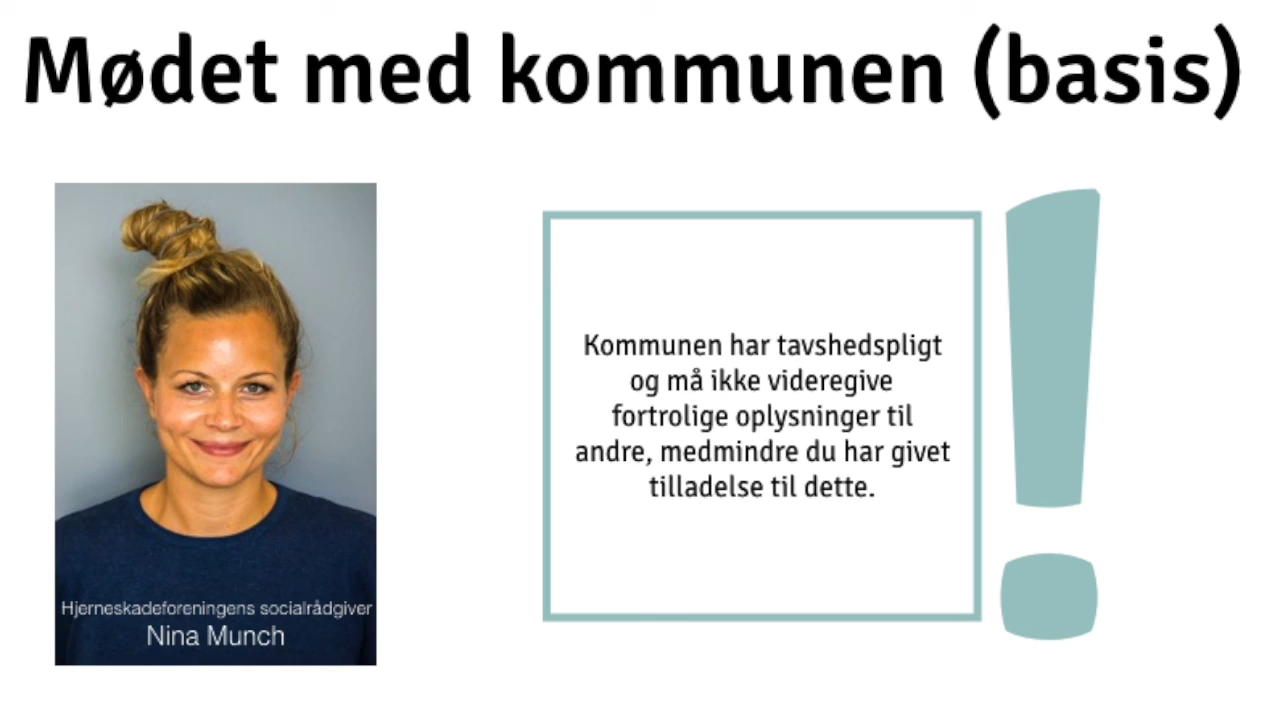 Mødet med kommunen (basis)
Hjerneskadeforeningens socialrådgiver
Nina Munch
Kommunen har tavshedspligt
og må ikke videregive
fortrolige oplysninger til
andre, medmindre du har givet
tilladelse til dette.